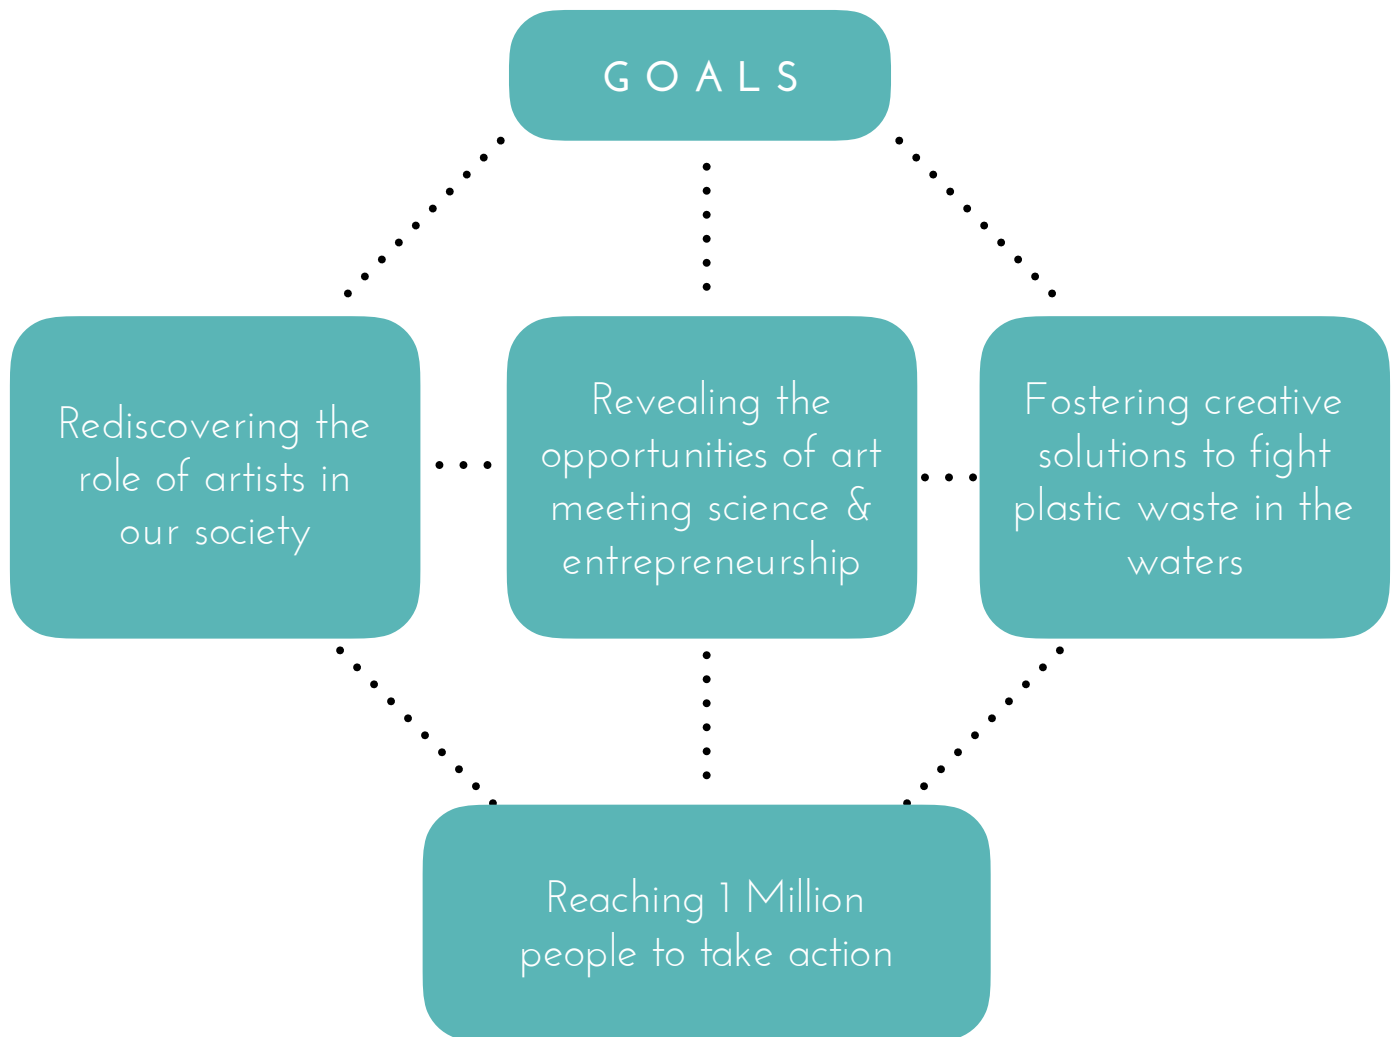 GOALS
Rediscovering the
role of artists in
our society
Revealing the
opportunities of art
meeting science &
entrepreneurship
Fostering creative
solutions to fight
plastic waste in the
waters
Reaching 1 Million
people to take action